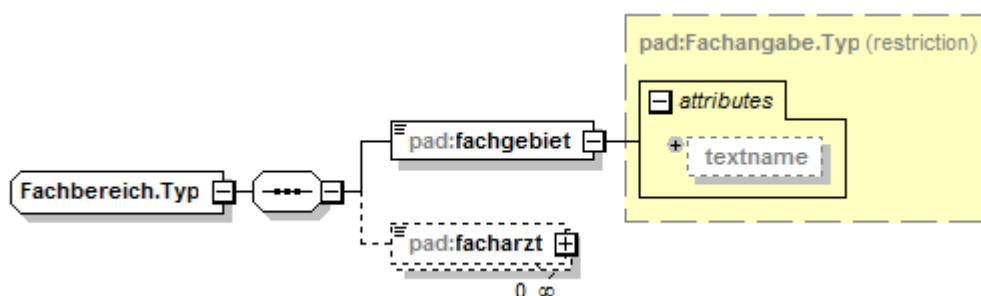 pad:Fachangabe.Typ (restriction)
attributes
pad:fachgebiet
textname
Fachbereich.Typ
pad:facharzt
0..∞